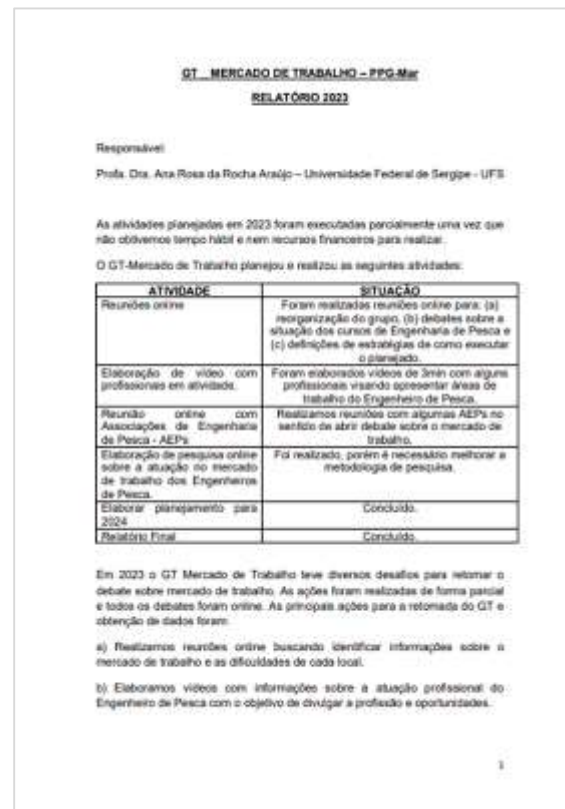 GT _ MERCADO DE TRABALHO – PPG-Mar
RELATÓRIO 2023
Responsável:
Profa. Dra. Ana Rosa da Rocha Araújo – Universidade Federal de Sergipe - UFS
As atividades planejadas em 2023 foram executadas parcialmente uma vez que
não obtivemos tempo hábil e nem recursos financeiros para realizar.
O GT-Mercado de Trabalho planejou e realizou as seguintes atividades:
ATIVIDADE
SITUAÇÃO
Reuniões online
Foram realizadas reuniões online para: (a)
reorganização do grupo, (b) debates sobre a
situação dos cursos de Engenharia de Pesca e
(c) definições de estratégias de como executar
o planejado.
Elaboração de vídeo com
profissionais em atividade.
Foram elaborados vídeos de 3min com alguns
profissionais visando apresentar áreas de
trabalho do Engenheiro de Pesca.
Reunião online com
Associações de Engenharia
de Pesca - AEPs
Realizamos reuniões com algumas AEPs no
sentido de abrir debate sobre o mercado de
trabalho.
Elaboração de pesquisa online
sobre a atuação no mercado
de trabalho dos Engenheiros
de Pesca.
Foi realizado, porém é necessário melhorar a
metodologia de pesquisa.
Elaborar planejamento para
2024
Concluído.
Relatório Final
Concluído.
Em 2023 o GT Mercado de Trabalho teve diversos desafios para retomar o
debate sobre mercado de trabalho. As ações foram realizadas de forma parcial
e todos os debates foram online. As principais ações para a retomada do GT e
obtenção de dados foram:
a) Realizamos reuniões online buscando identificar informações sobre o
mercado de trabalho e as dificuldades de cada local.
b) Elaboramos vídeos com informações sobre a atuação profissional do
Engenheiro de Pesca com o objetivo de divulgar a profissão e oportunidades.
1